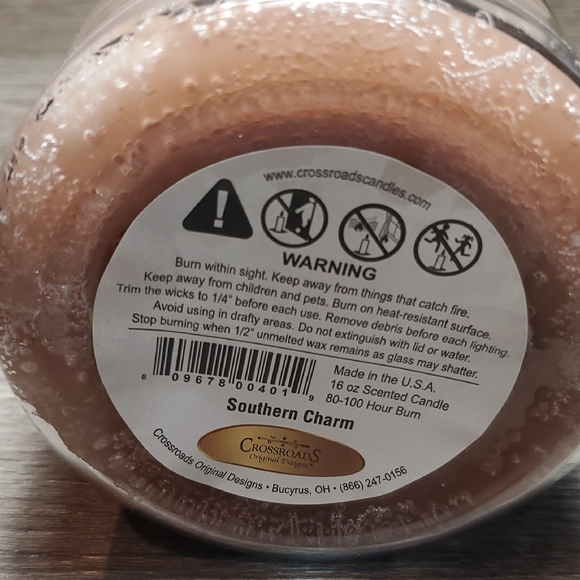 www.crossroadscandles.com
WARNING
Burn within sight. Keep away from things that catch fire.
Keep away from children and pets. Burn on heat-resistant surface.
Trim the wicks to 1/4" before each use. Remove debris before each lighting.
Avoid using in drafty areas. Do not extinguish with lid or water.
Stop burning when 1/2" unmelted wax remains as glass may shatter.
8 09678 00401 9
Made in the U.S.A.
16 oz Scented Candle
80-100 Hour Burn
Southern Charm
CROSSROADS
Original Designs
Crossroads Original Designs • Bucyrus, OH • (866) 247-0156